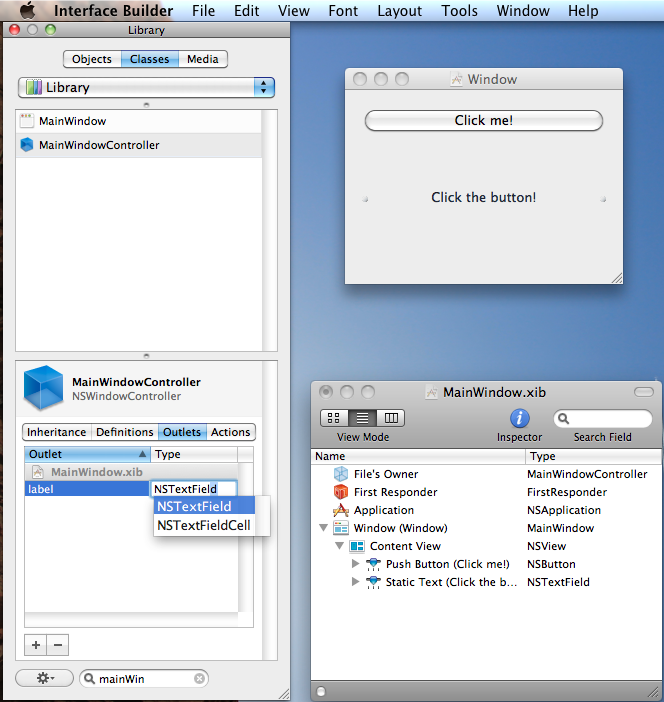 Interface Builder File Edit View Font Layout Tools Window Help
Library
Objects Classes Media
Library
MainWindow
MainWindowController
MainWindowController
NSWindowController
Inheritance Definitions Outlets Actions
Outlet Type
MainWindow.xib
label NSTextField
NSTextField
NSTextFieldCell
+ −
mainWin
Window
Click me!
Click the button!
MainWindow.xib
View Mode Inspector Search Field
Name Type
File's Owner MainWindowController
First Responder FirstResponder
Application NSApplication
Window (Window) MainWindow
Content View NSView
Push Button (Click me!) NSButton
Static Text (Click the b... NSTextField